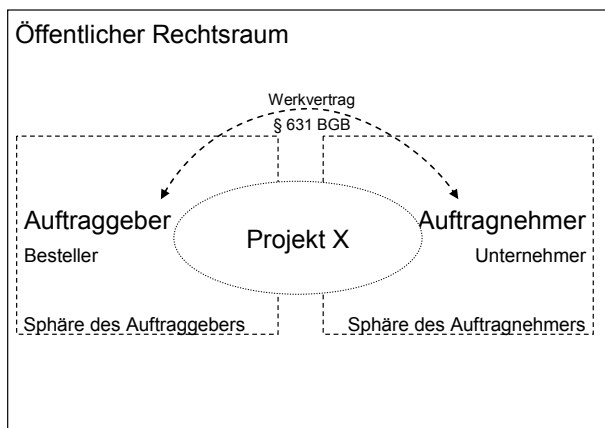 Öffentlicher Rechtsraum
Werkvertrag
§ 631 BGB
Auftraggeber
Besteller
Projekt X
Auftragnehmer
Unternehmer
Sphäre des Auftraggebers
Sphäre des Auftragnehmers